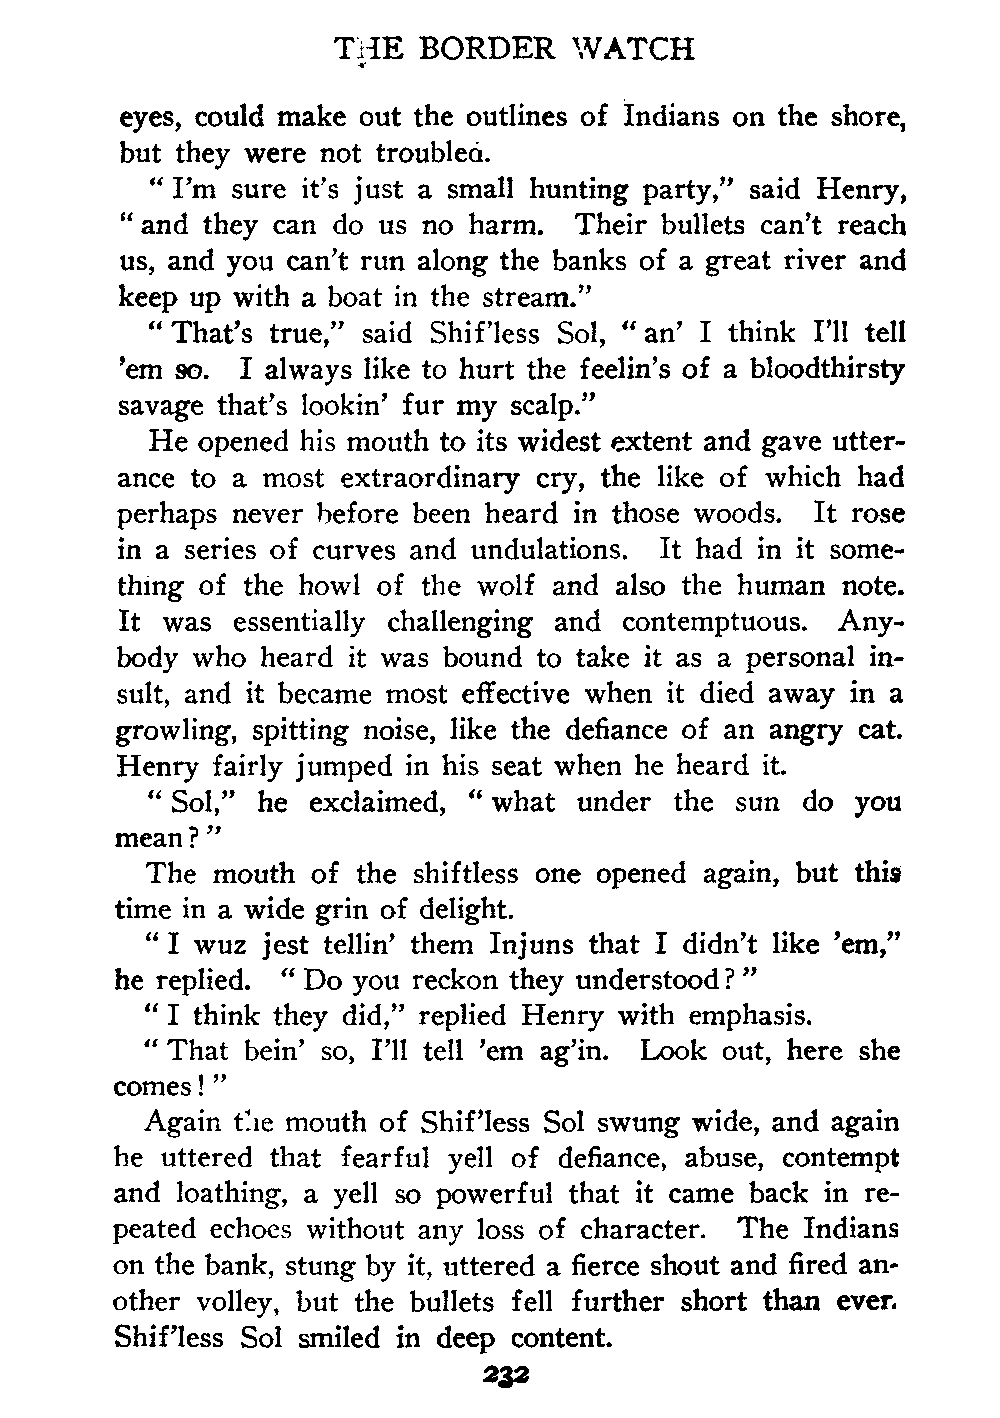 THE BORDER WATCH
eyes, could make out the outlines of Indians on the shore,
but they were not troubled.
“ I’m sure it’s just a small hunting party,” said Henry,
“ and they can do us no harm. Their bullets can’t reach
us, and you can’t run along the banks of a great river and
keep up with a boat in the stream.”
“ That’s true,” said Shif’less Sol, “ an’ I think I’ll tell
’em so. I always like to hurt the feelin’s of a bloodthirsty
savage that’s lookin’ fur my scalp.”
He opened his mouth to its widest extent and gave utter-
ance to a most extraordinary cry, the like of which had
perhaps never before been heard in those woods. It rose
in a series of curves and undulations. It had in it some-
thing of the howl of the wolf and also the human note.
It was essentially challenging and contemptuous. Any-
body who heard it was bound to take it as a personal in-
sult, and it became most effective when it died away in a
growling, spitting noise, like the defiance of an angry cat.
Henry fairly jumped in his seat when he heard it.
“ Sol,” he exclaimed, “ what under the sun do you
mean ? ”
The mouth of the shiftless one opened again, but this
time in a wide grin of delight.
“ I wuz jest tellin’ them Injuns that I didn’t like ’em,”
he replied. “ Do you reckon they understood ? ”
“ I think they did,” replied Henry with emphasis.
“ That bein’ so, I’ll tell ’em ag’in. Look out, here she
comes ! ”
Again the mouth of Shif’less Sol swung wide, and again
he uttered that fearful yell of defiance, abuse, contempt
and loathing, a yell so powerful that it came back in re-
peated echoes without any loss of character. The Indians
on the bank, stung by it, uttered a fierce shout and fired an-
other volley, but the bullets fell further short than ever.
Shif’less Sol smiled in deep content.
232